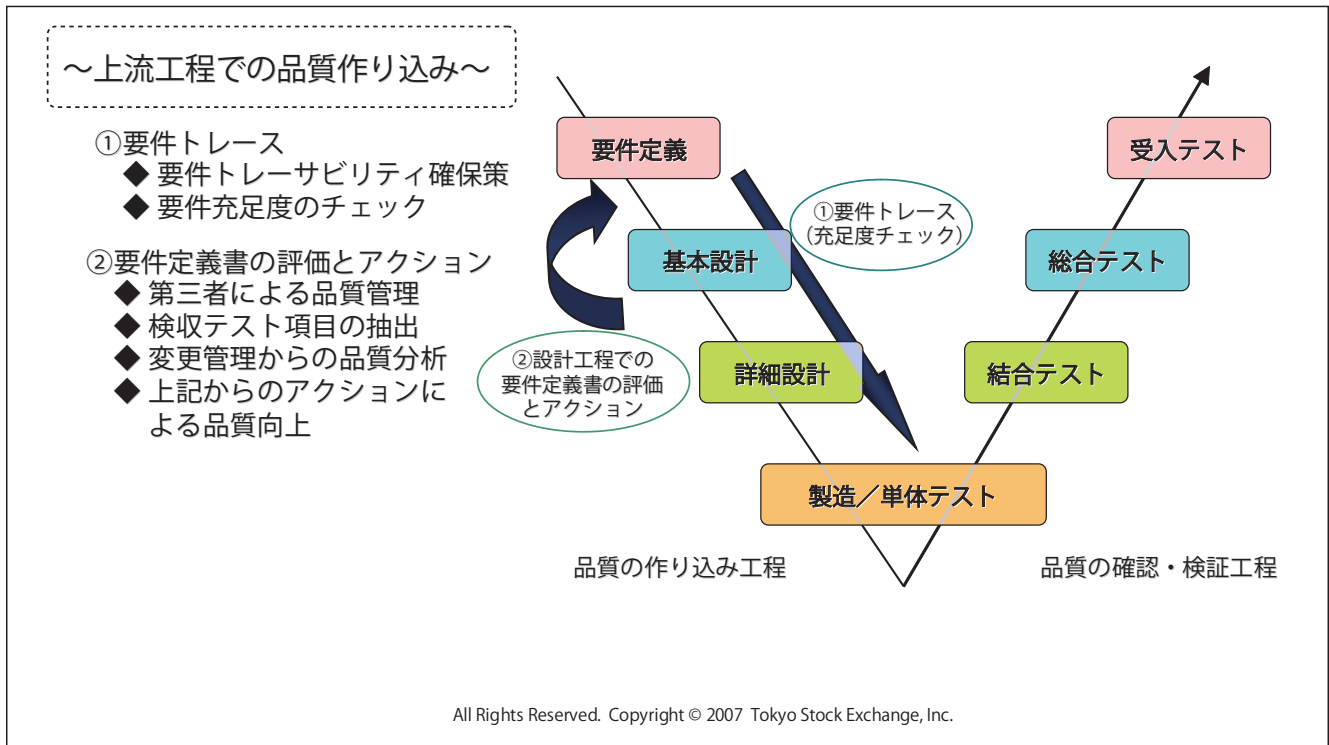 ～上流工程での品質作り込み～
①要件トレース
◆ 要件トレーサビリティ確保策
◆ 要件充足度のチェック
②要件定義書の評価とアクション
◆ 第三者による品質管理
◆ 検収テスト項目の抽出
◆ 変更管理からの品質分析
◆ 上記からのアクションに
よる品質向上
要件定義
受入テスト
①要件トレース
(充足度チェック)
基本設計
総合テスト
②設計工程での
要件定義書の評価
とアクション
詳細設計
結合テスト
製造／単体テスト
品質の作り込み工程
品質の確認・検証工程
All Rights Reserved. Copyright © 2007 Tokyo Stock Exchange, Inc.